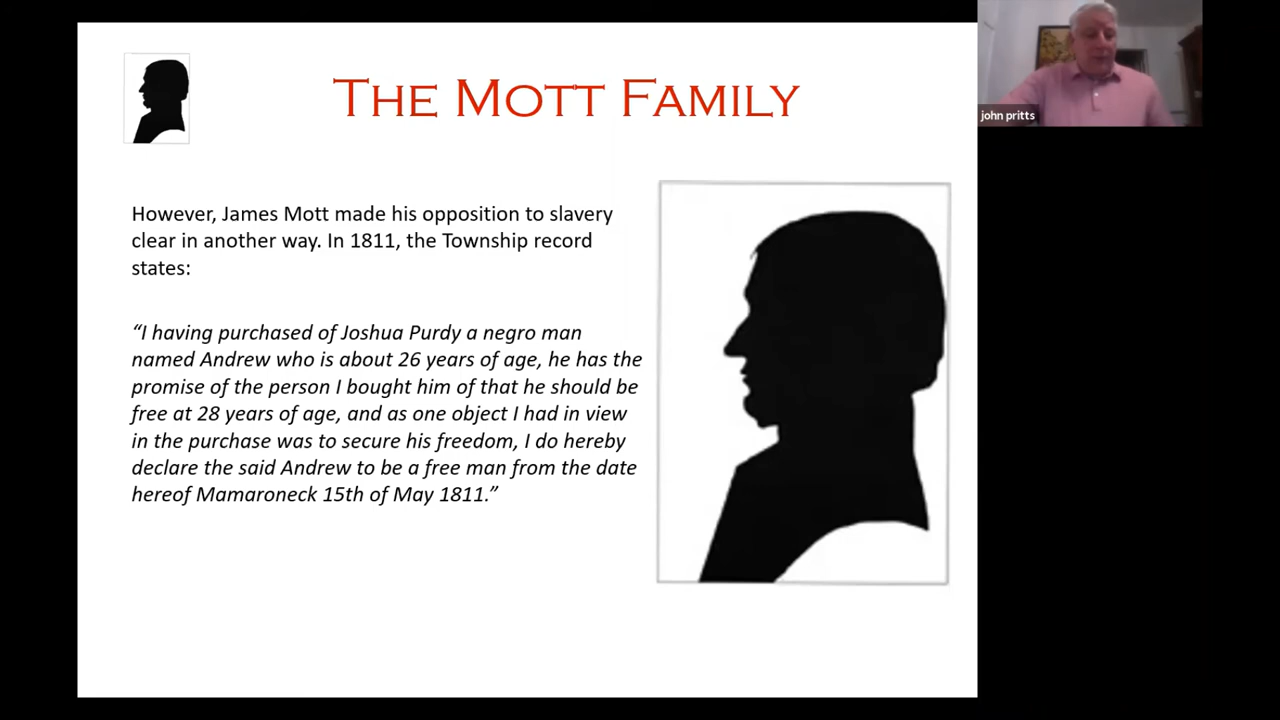 THE MOTT FAMILY
john pritts
However, James Mott made his opposition to slavery
clear in another way. In 1811, the Township record
states:
“I having purchased of Joshua Purdy a negro man
named Andrew who is about 26 years of age, he has the
promise of the person I bought him of that he should be
free at 28 years of age, and as one object I had in view
in the purchase was to secure his freedom, I do hereby
declare the said Andrew to be a free man from the date
hereof Mamaroneck 15th of May 1811.”